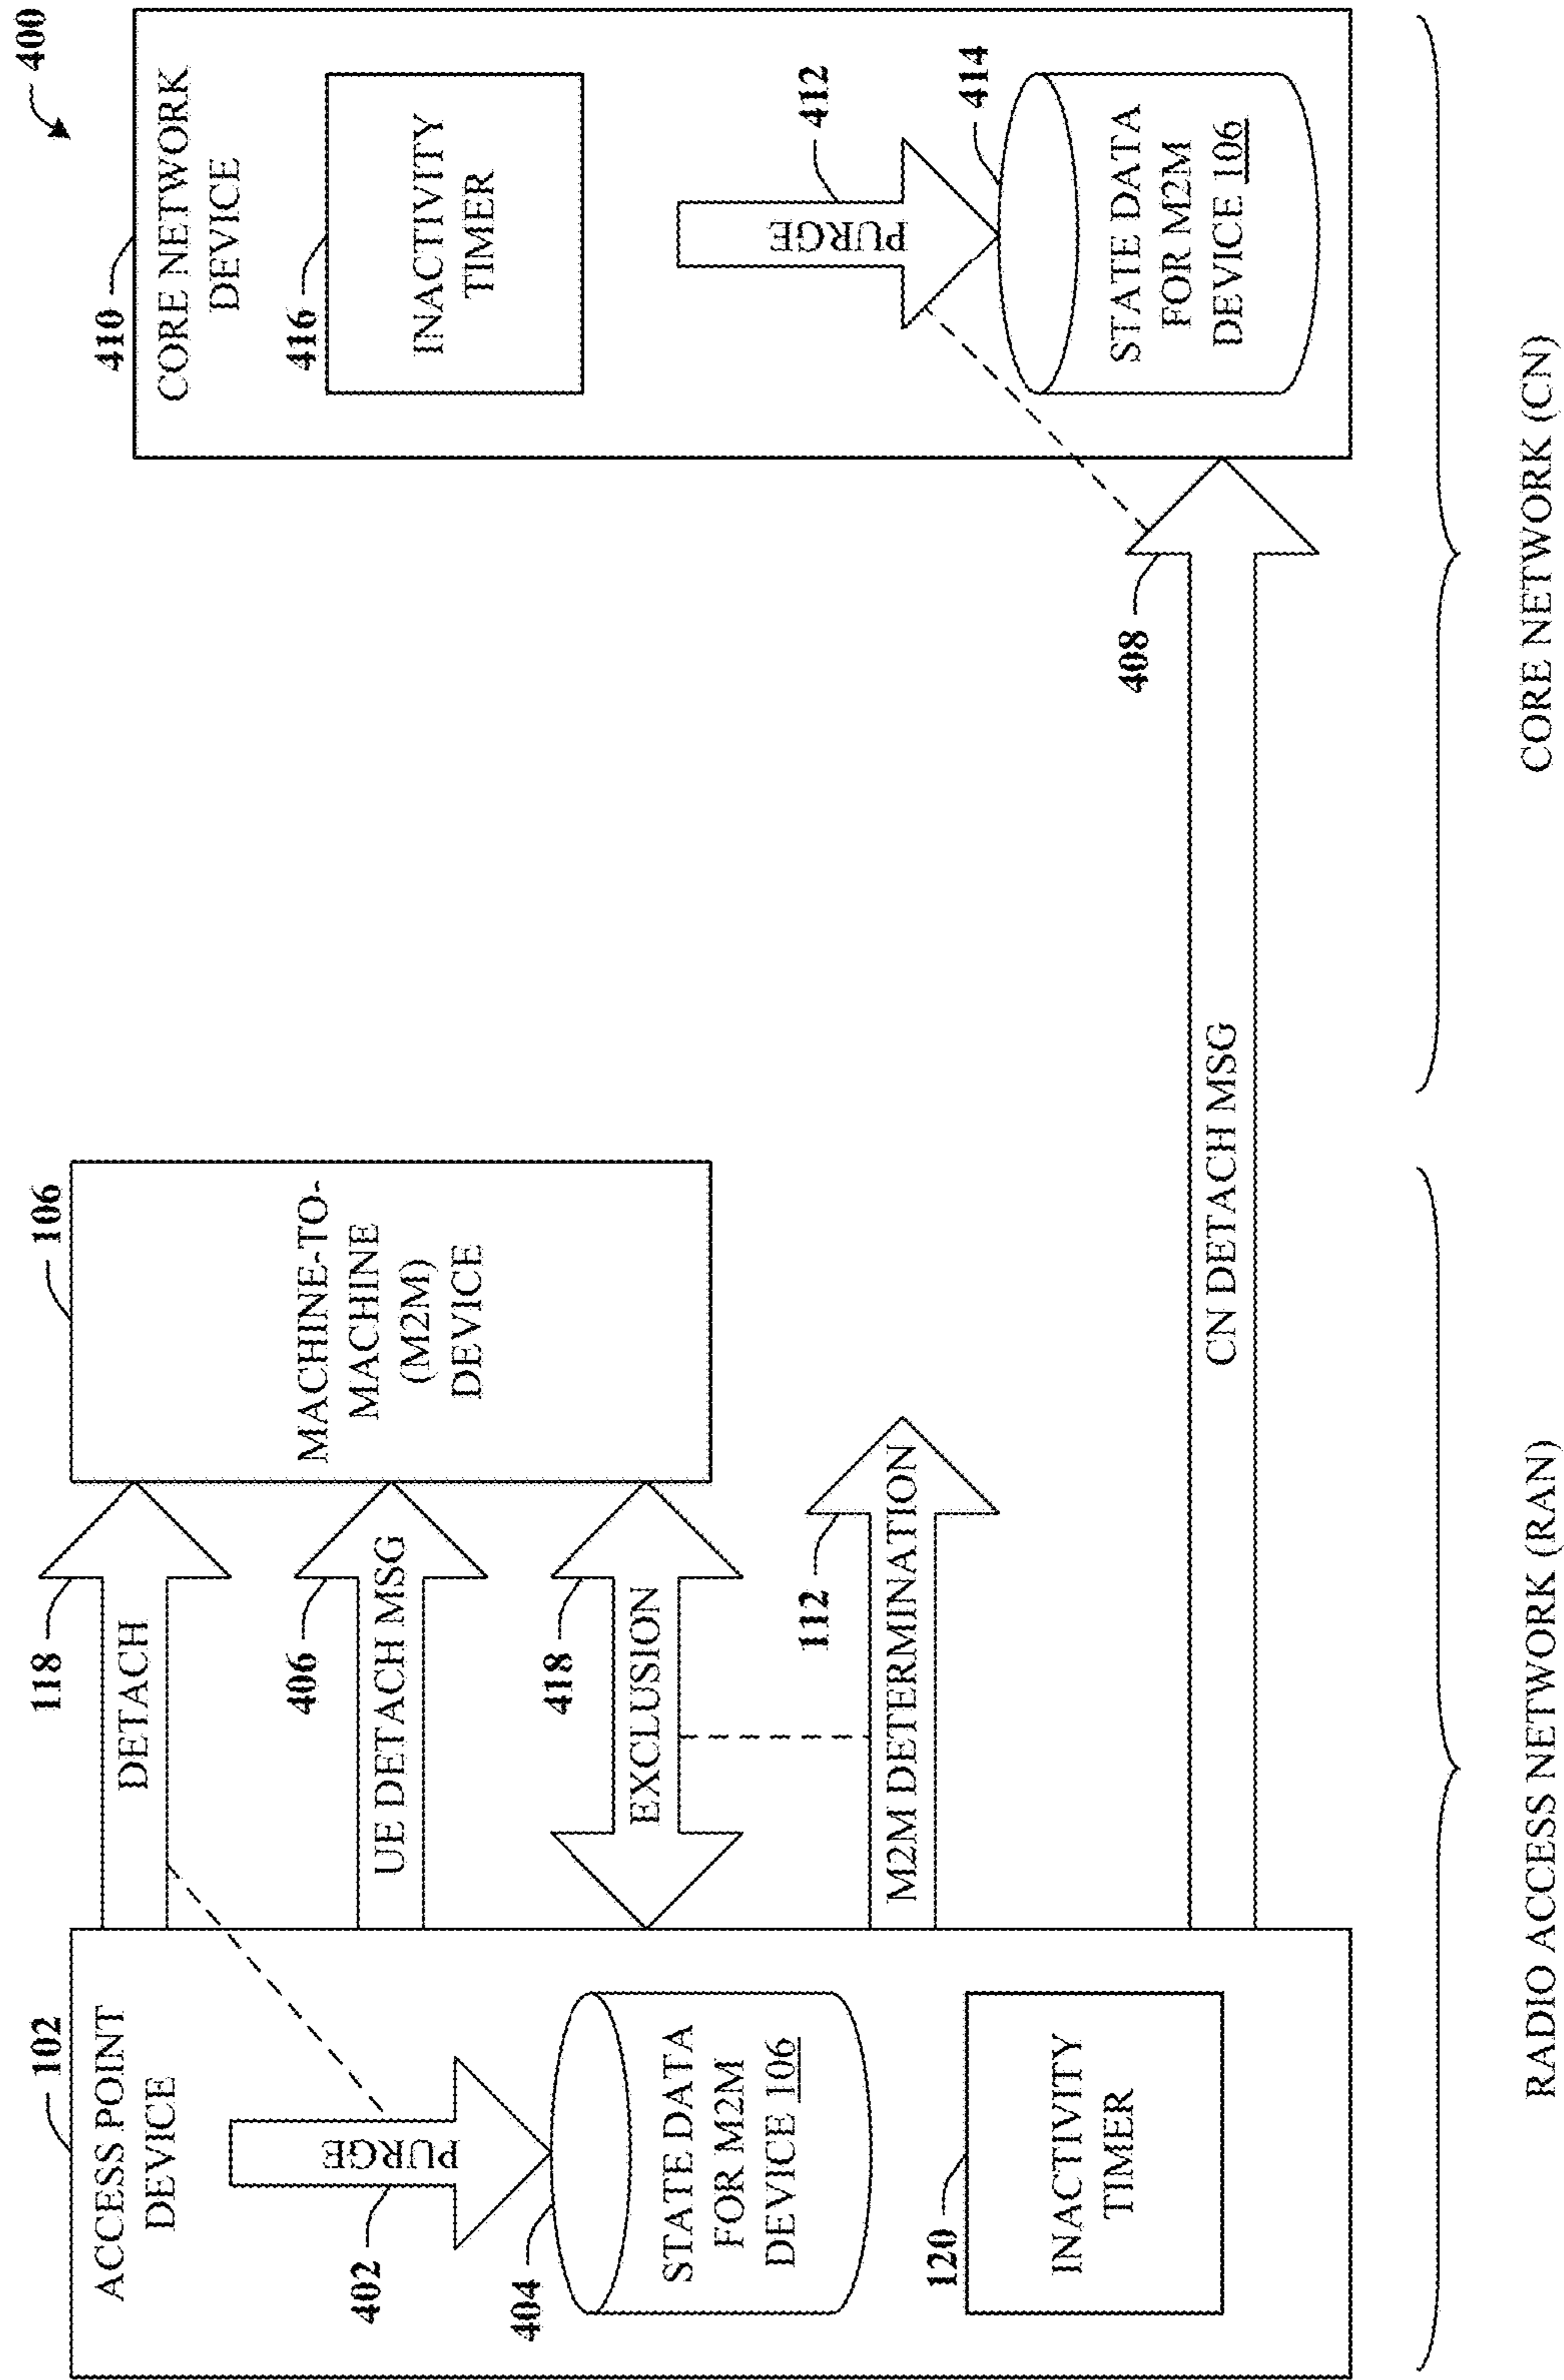 400
102
ACCESS POINT
DEVICE
402
PURGE
404
STATE DATA
FOR M2M
DEVICE 106
120
INACTIVITY
TIMER
118
DETACH
406
UE DETACH MSG
418
EXCLUSION
112
M2M DETERMINATION
106
MACHINE-TO-
MACHINE
(M2M)
DEVICE
CN DETACH MSG
408
410
CORE NETWORK
DEVICE
416
INACTIVITY
TIMER
PURGE
412
414
STATE DATA
FOR M2M
DEVICE 106
RADIO ACCESS NETWORK (RAN)
CORE NETWORK (CN)